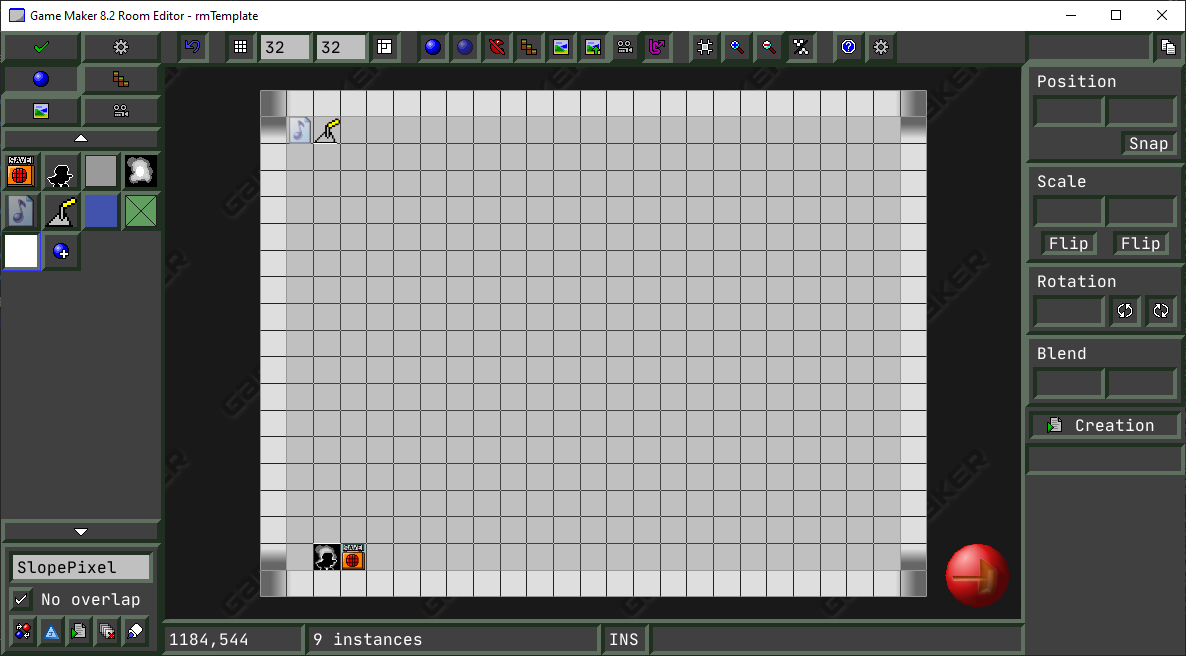 Game Maker 8.2 Room Editor - rmTemplate
32 32
Position
Snap
Scale
Flip Flip
Rotation
Blend
Creation
SAVE
SAVE
SlopePixel
No overlap
1184,544 9 instances INS